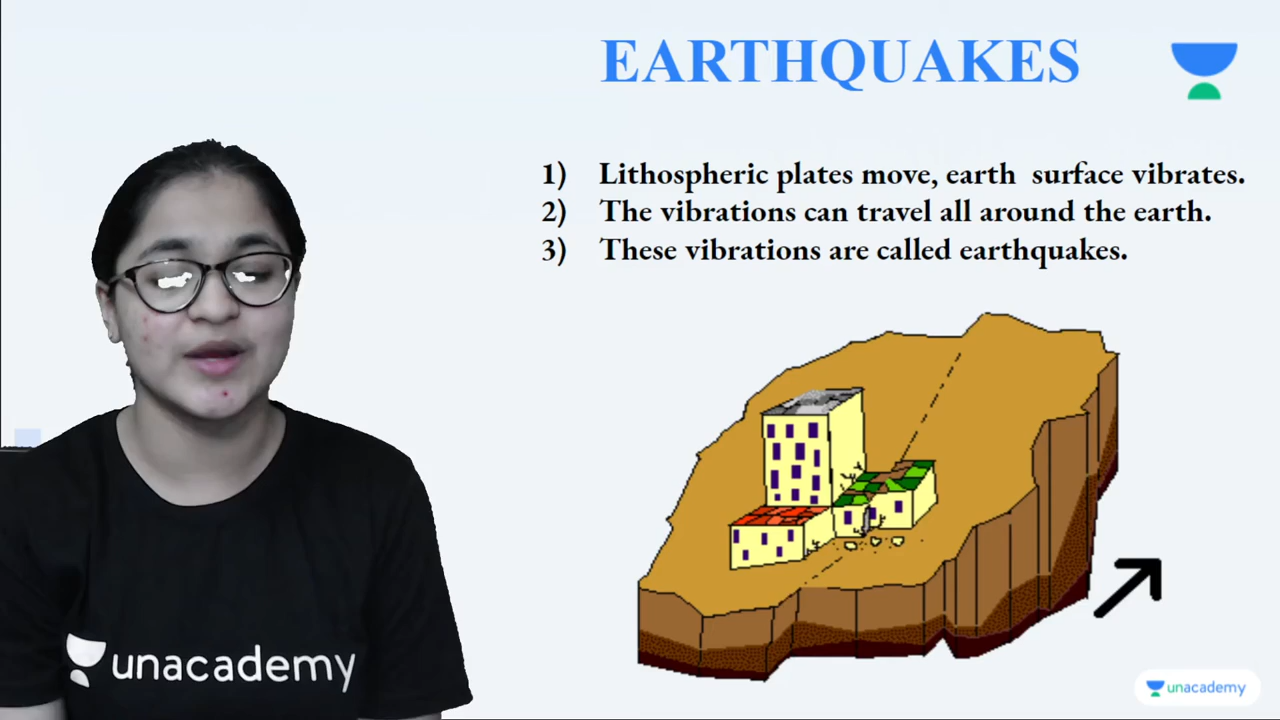 EARTHQUAKES
1) Lithospheric plates move, earth surface vibrates.
2) The vibrations can travel all around the earth.
3) These vibrations are called earthquakes.
unacademy
unacademy